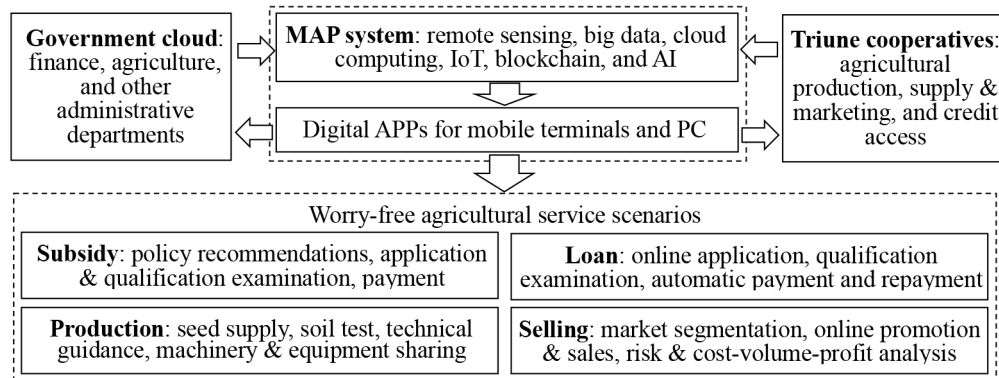 Government cloud:
finance, agriculture,
and other
administrative
departments
MAP system: remote sensing, big data, cloud
computing, IoT, blockchain, and AI
Digital APPs for mobile terminals and PC
Triune cooperatives:
agricultural
production, supply &
marketing, and credit
access
Worry-free agricultural service scenarios
Subsidy: policy recommendations, application
& qualification examination, payment
Loan: online application, qualification
examination, automatic payment and repayment
Production: seed supply, soil test, technical
guidance, machinery & equipment sharing
Selling: market segmentation, online promotion
& sales, risk & cost-volume-profit analysis